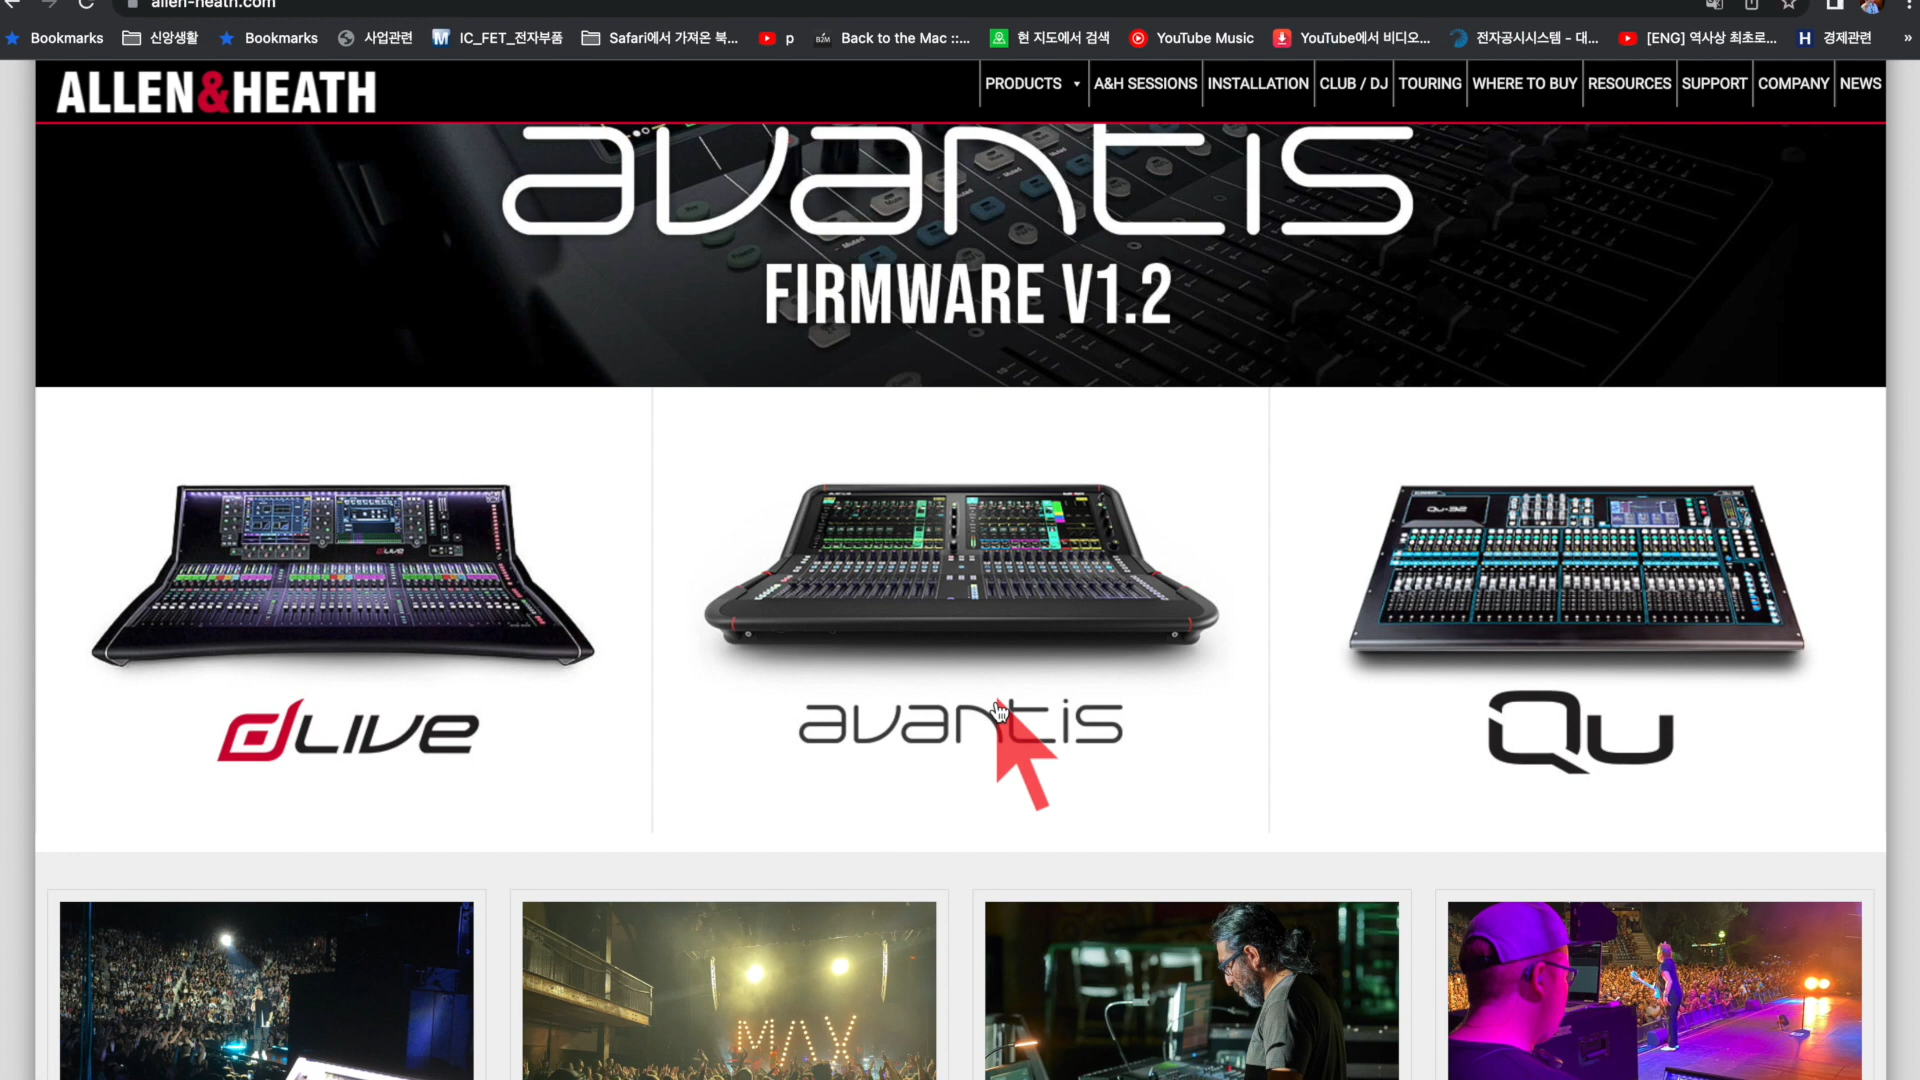 allen-heath.com
Bookmarks 신앙생활 Bookmarks 사업관련 IC_FET_전자부품 Safari에서 가져온 북... p Back to the Mac ::... 현 지도에서 검색 YouTube Music YouTube에서 비디오... 전자공시시스템 - 대... [ENG] 역사상 최초로... H 경제관련 »
ALLEN&HEATH
PRODUCTS A&H SESSIONS INSTALLATION CLUB / DJ TOURING WHERE TO BUY RESOURCES SUPPORT COMPANY NEWS
avantis
FIRMWARE V1.2
dLive
Qu-32
dLive
avantis
Qu
MAX